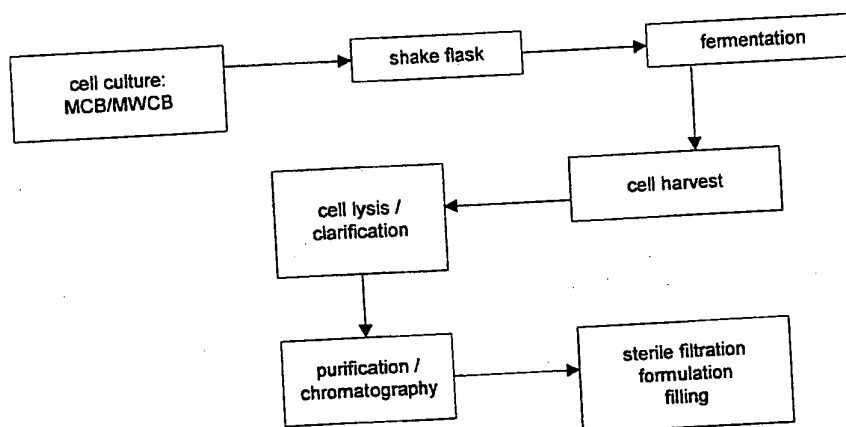 cell culture:
MCB/MWCB
shake flask
fermentation
cell harvest
cell lysis /
clarification
purification /
chromatography
sterile filtration
formulation
filling